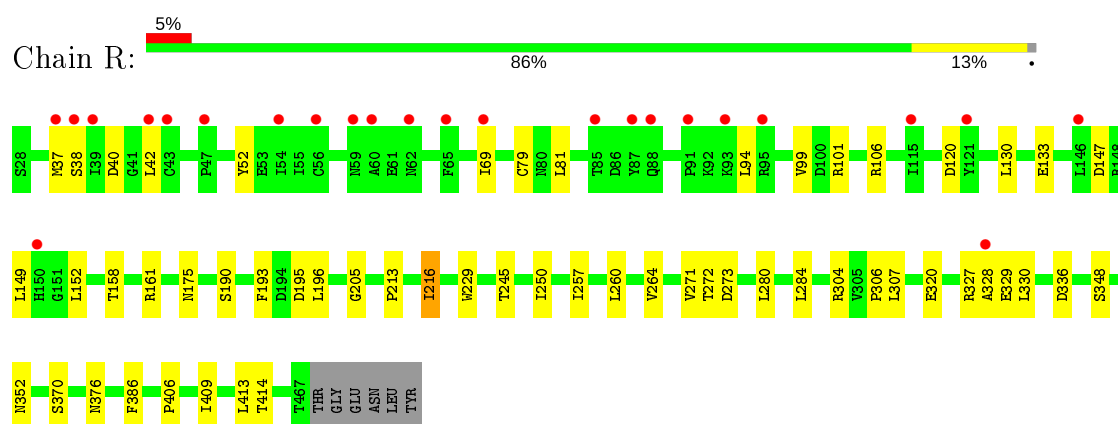 5%
Chain R:
86% 13% •
S28 M37 S38 I39 D40 G41 L42 C43 P47 Y52 E53 I54 I55 C56 N59 A60 E61 N62 F65 I69 C79 N80 L81 T85 D86 Y87 Q88 P91 K92 K93 L94 R95 V99 D100 R101 R106 I115 D120 Y121 L130 E133 L146 D147 R148
L149 H150 G151 L152 T158 R161 N175 S190 F193 D194 D195 L196 G205 P213 I216 W229 T245 I250 I257 L260 V264 V271 T272 D273 L280 L284 R304 V305 P306 L307 E320 R327 A328 E329 L330 D336 S348
N352 S370 N376 F386 P406 I409 L413 T414 T467 THR GLY GLU ASN LEU TYR